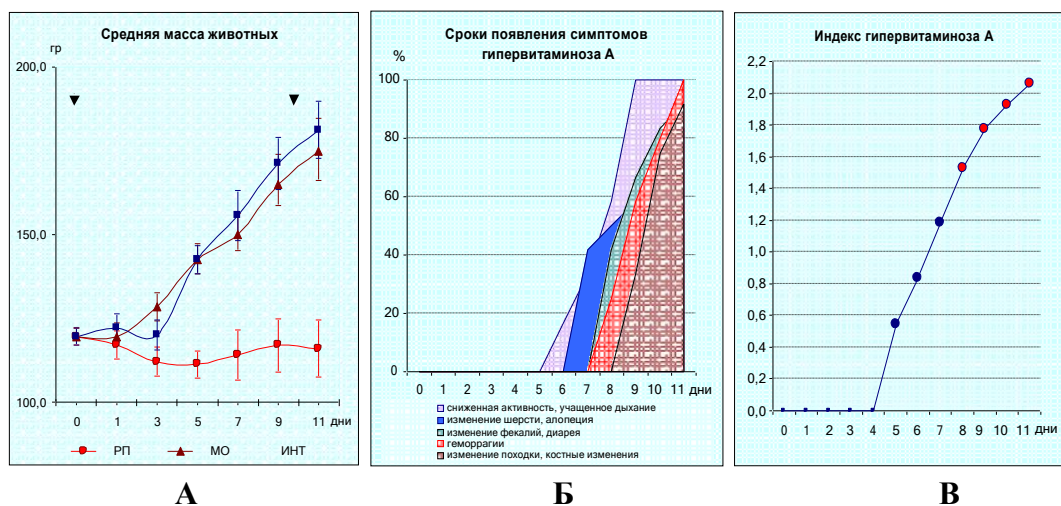 Средняя масса животных
гр
200,0
150,0
100,0
0 1 3 5 7 9 11 дни
РП МО ИНТ
А
Сроки появления симптомов
гипервитаминоза А
%
100
80
60
40
20
0
0 1 2 3 4 5 6 7 8 9 10 11 дни
сниженная активность, учащенное дыхание
изменение шерсти, алопеция
изменение фекалий, диарея
геморрагии
изменение походки, костные изменения
Б
Индекс гипервитаминоза А
2,2
2,0
1,8
1,6
1,4
1,2
1,0
0,8
0,6
0,4
0,2
0,0
0 1 2 3 4 5 6 7 8 9 10 11 дни
В